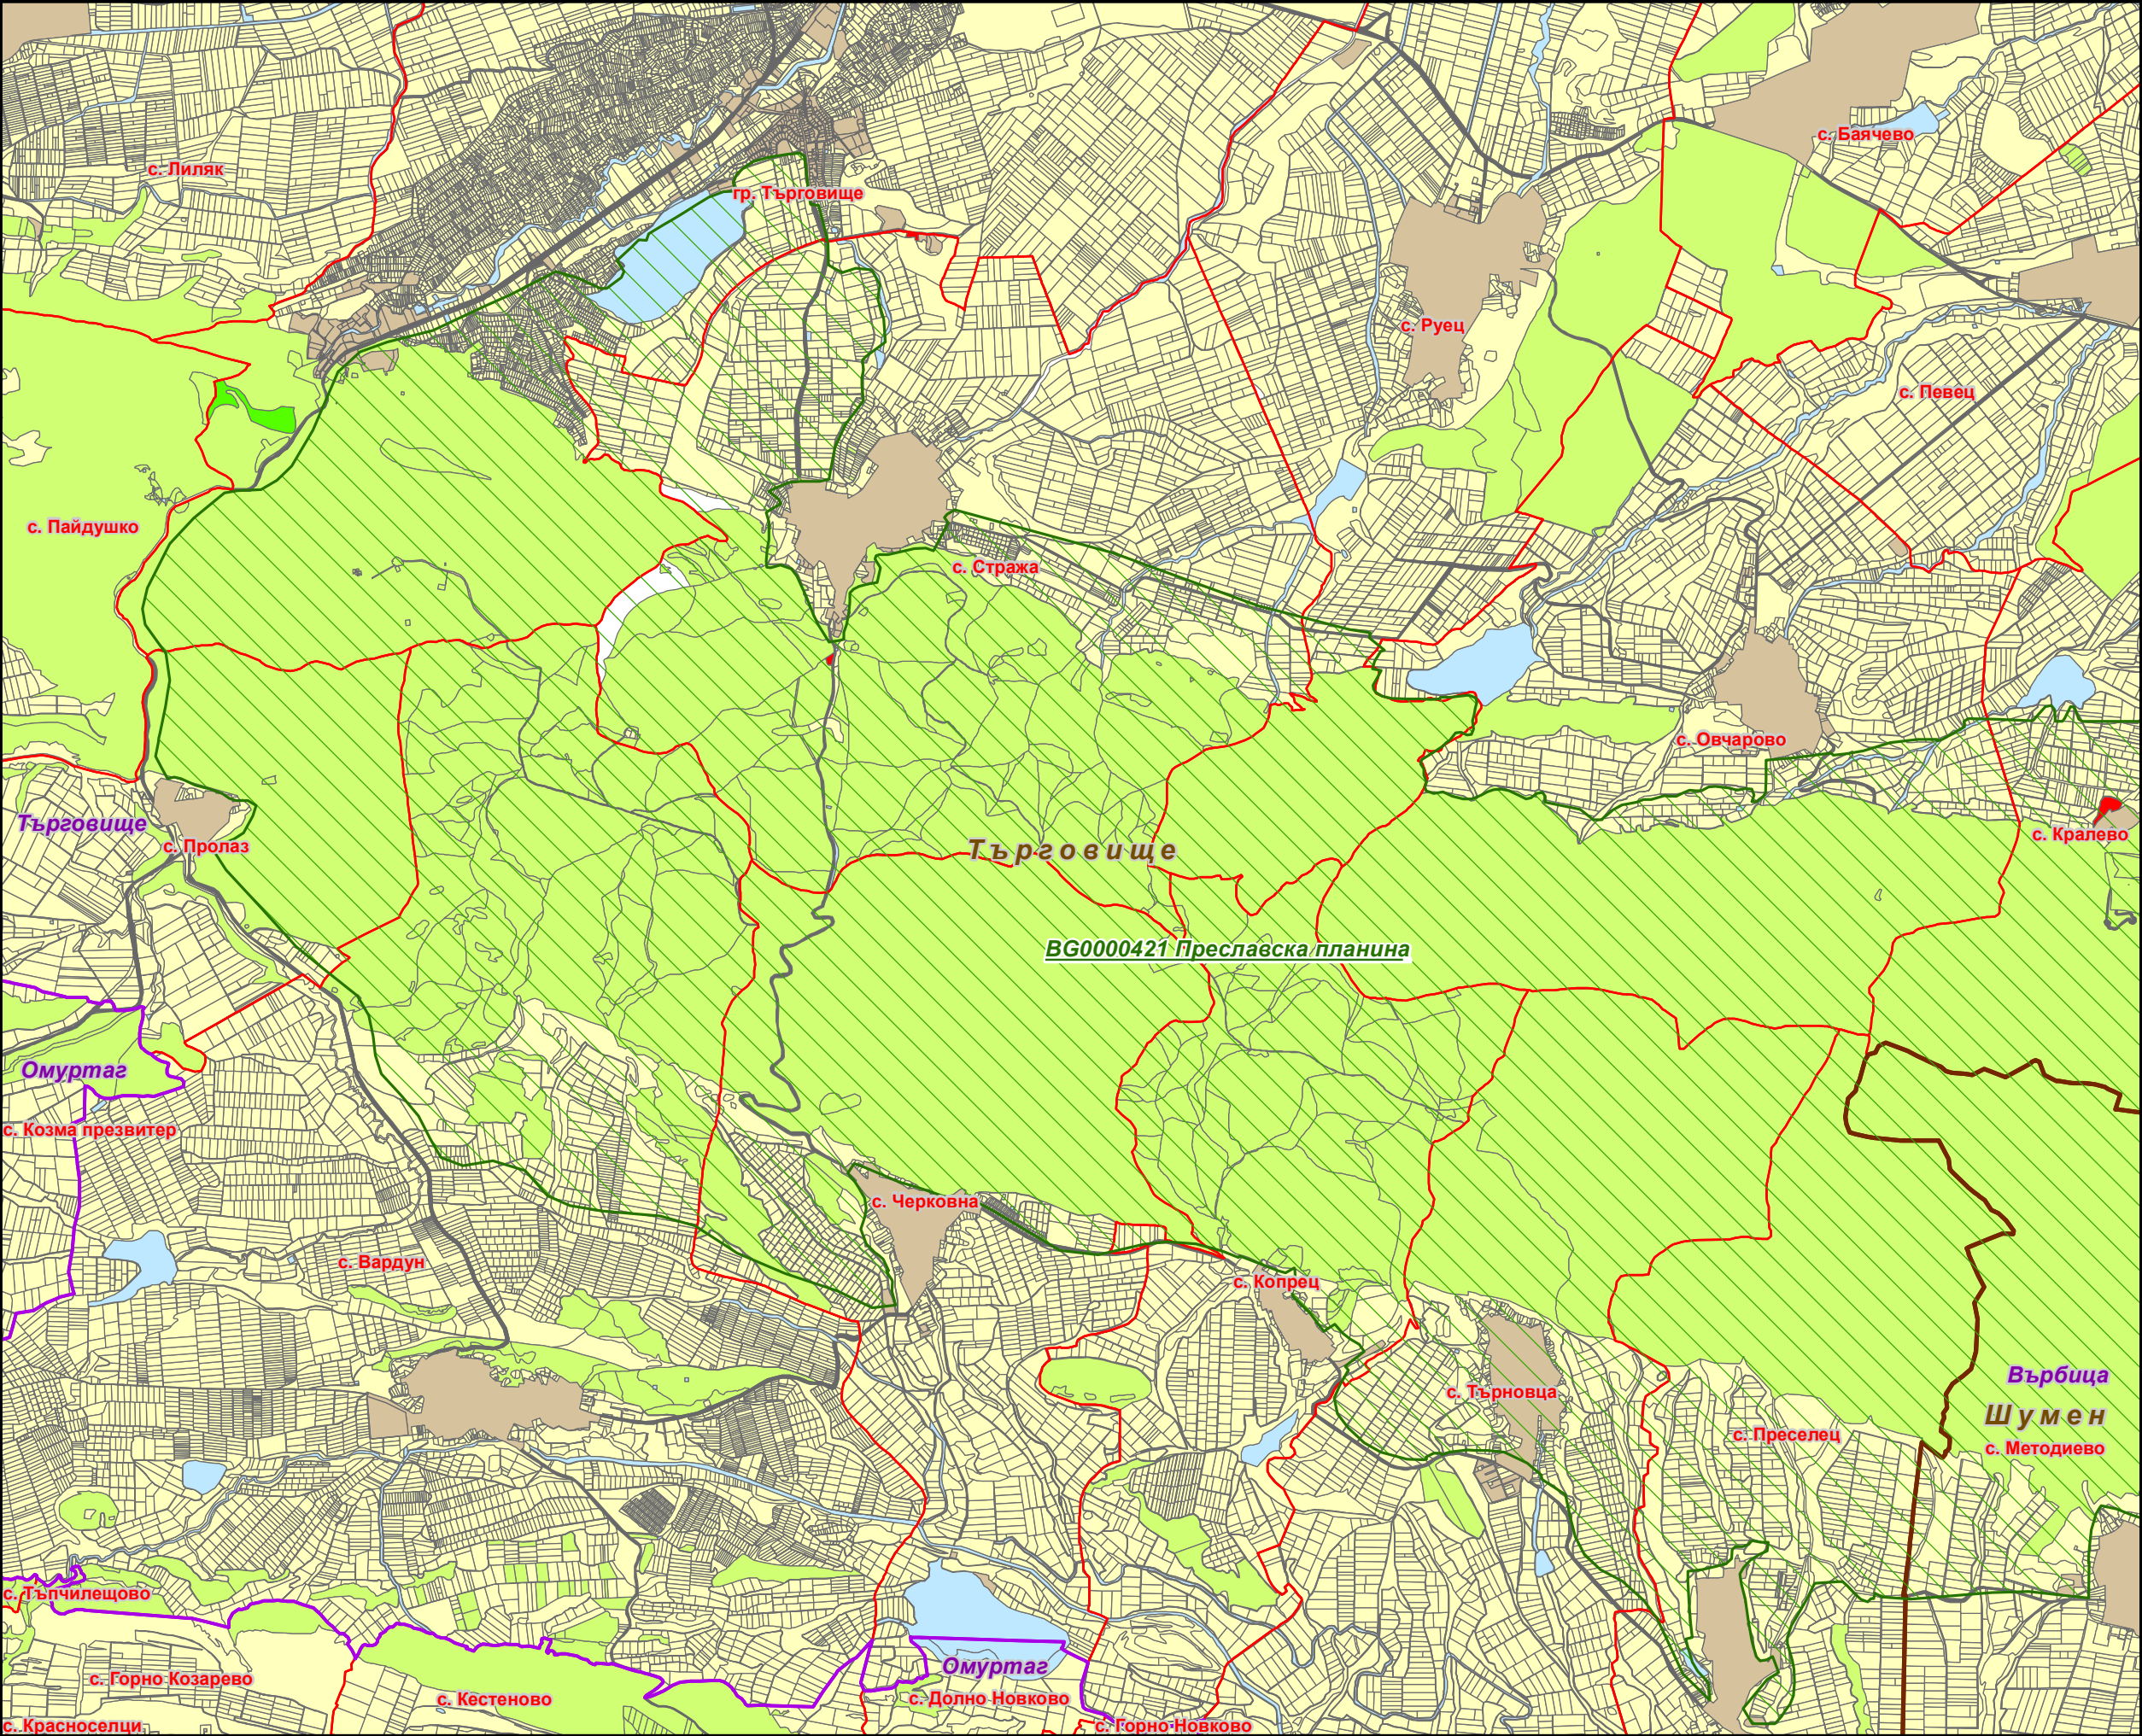 с. Баячево
с. Лиляк
гр. Търговище
с. Руец
с. Певец
с. Пайдушко
с. Стража
с. Овчарово
Търговище
с. Кралево
с. Пролаз
Търговище
BG0000421 Преславска планина
Омуртаг
с. Козма презвитер
с. Черковна
с. Вардун
с. Копрец
Върбица
с. Търновца
Шумен
с. Преселец
с. Методиево
с. Тъпчилещово
Омуртаг
с. Горно Козарево
с. Кестеново
с. Долно Новково
с. Красноселци
с. Горно Новково